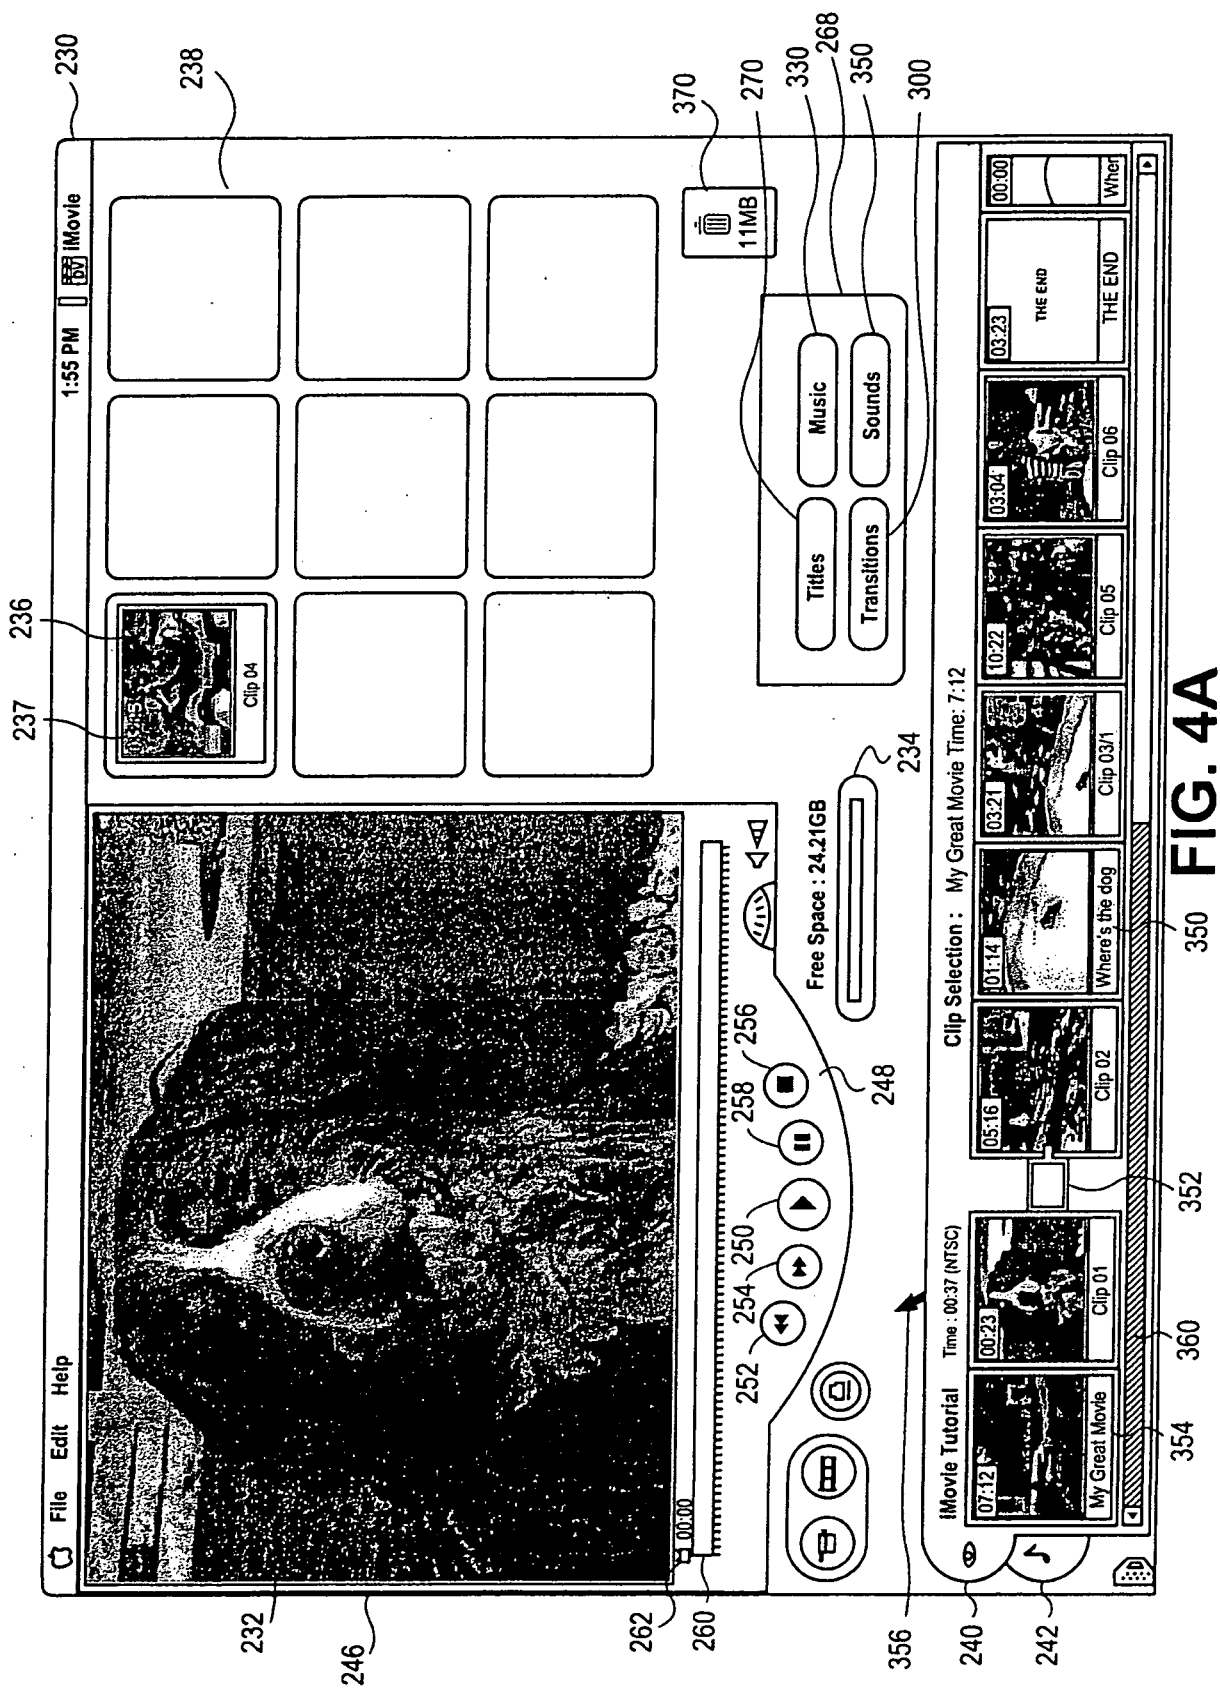 File Edit Help
1:55 PM
DV iMovie
230
238
236
237
03:55
Clip 04
232
246
00:00
262
260
252
254
250
258
256
248
Free Space : 24.21GB
234
370
11MB
270
330
268
350
300
Titles
Music
Transitions
Sounds
356
240
242
iMovie Tutorial
Time : 00:37 (NTSC)
Clip Selection :
My Great Movie Time: 7:12
07:12
My Great Movie
00:23
Clip 01
05:16
Clip 02
01:14
Where's the dog
03:21
Clip 03/1
10:22
Clip 05
03:04
Clip 06
03:23
THE END
THE END
00:00
Wher
354
360
352
350
FIG. 4A